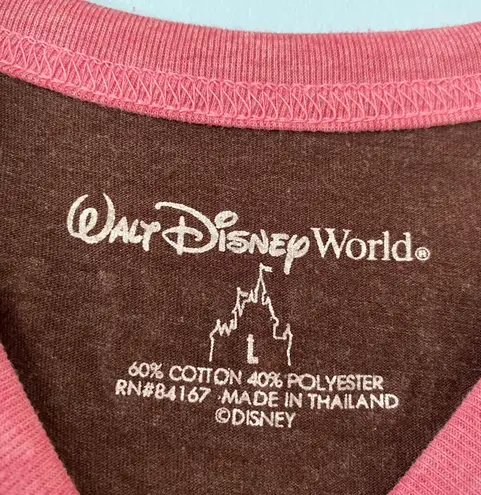 Walt Disney World®
L
60% COTTON 40% POLYESTER
RN#84167 MADE IN THAILAND
©DISNEY